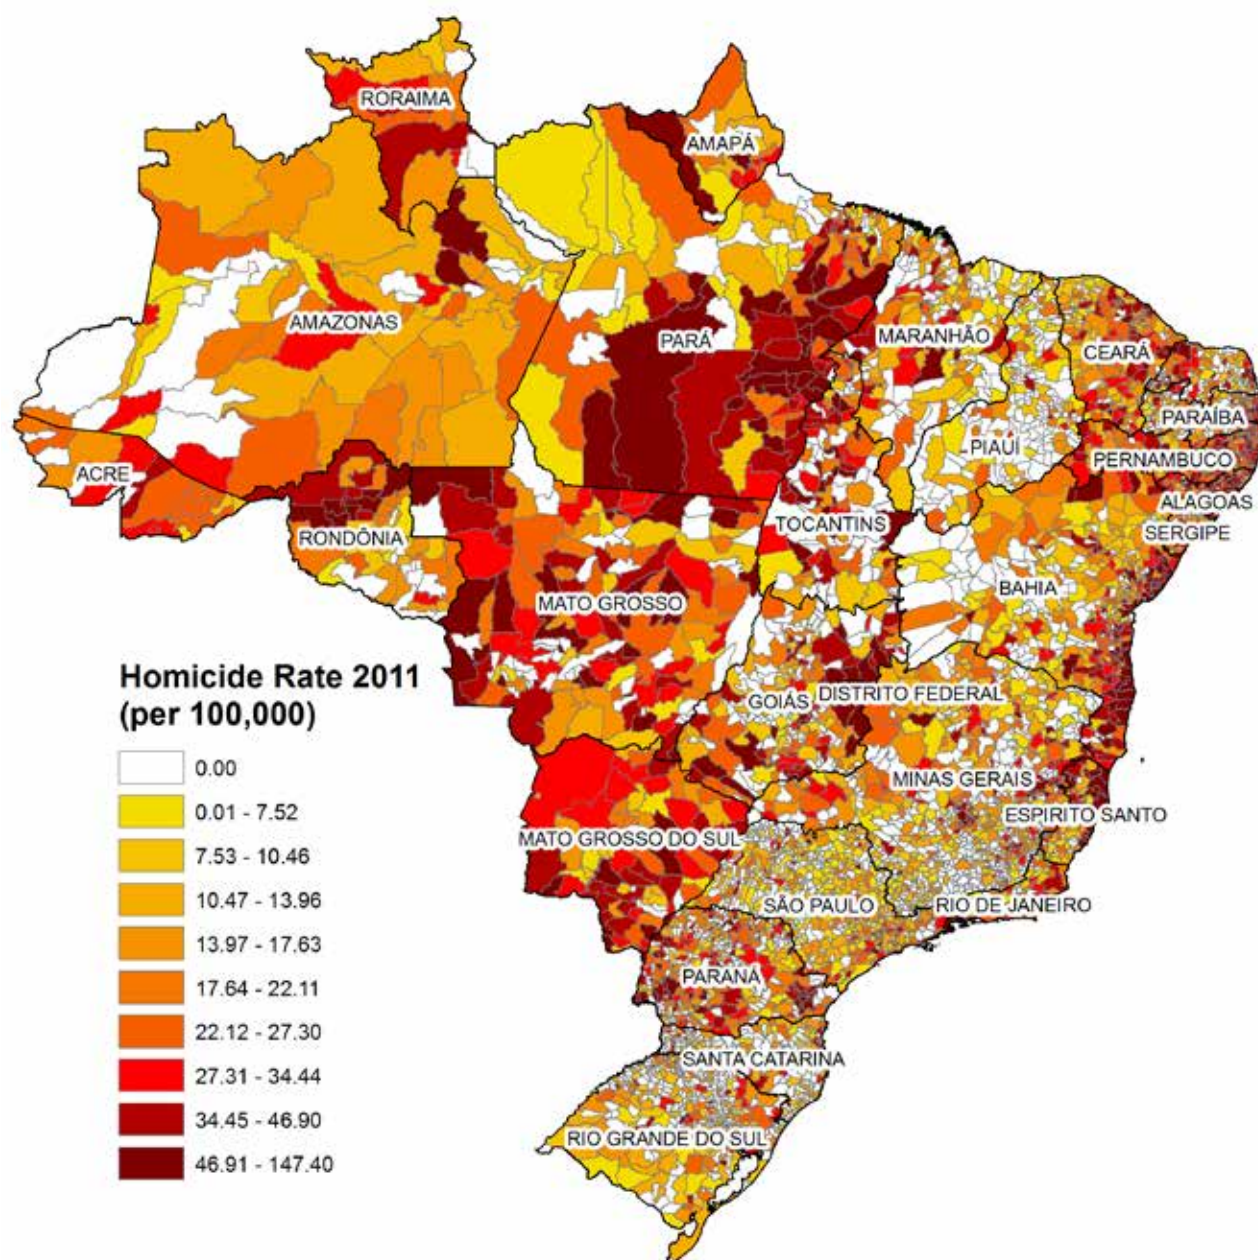 RORAIMA
AMAPÁ
AMAZONAS
PARÁ
MARANHÃO
CEARÁ
PARAÍBA
PIAUÍ
PERNAMBUCO
ACRE
ALAGOAS
TOCANTINS
SERGIPE
RONDÔNIA
BAHIA
MATO GROSSO
Homicide Rate 2011
(per 100,000)
GOIÁS
DISTRITO FEDERAL
0.00
MINAS GERAIS
0.01 - 7.52
ESPIRITO SANTO
MATO GROSSO DO SUL
7.53 - 10.46
10.47 - 13.96
SÃO PAULO
RIO DE JANEIRO
13.97 - 17.63
PARANÁ
17.64 - 22.11
22.12 - 27.30
SANTA CATARINA
27.31 - 34.44
34.45 - 46.90
RIO GRANDE DO SUL
46.91 - 147.40